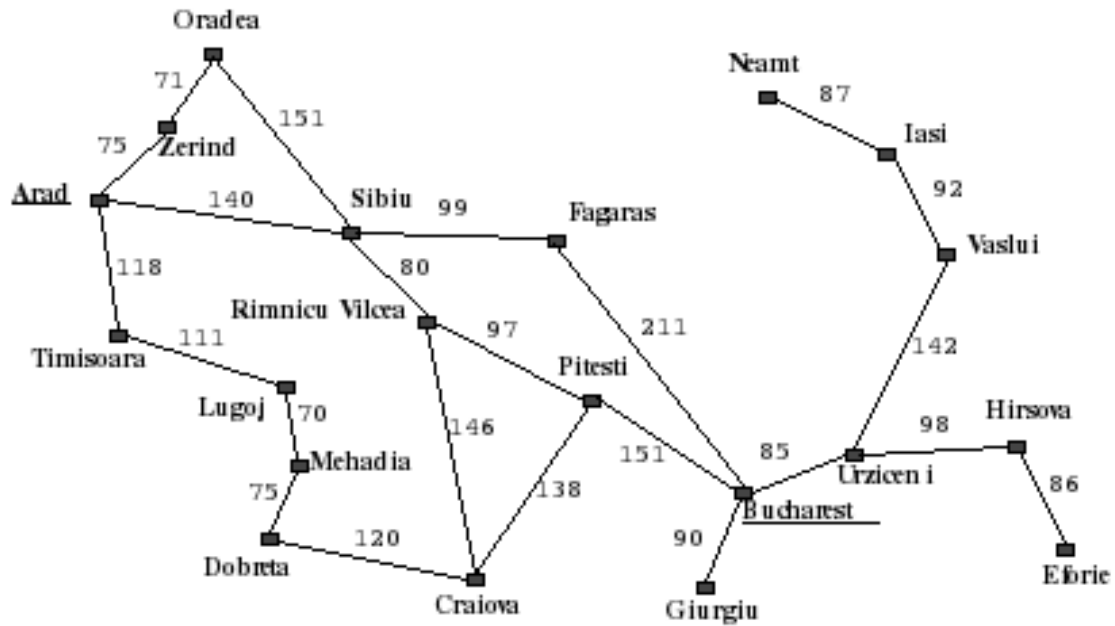 Oradea
Neamt
71
87
151
Iasi
75
Zerind
92
Arad
140
Sibiu
99
Fagaras
Vaslui
118
80
Rimnicu Vilcea
97
211
142
Timisoara
111
Pitesti
Lugoj
70
Hirsova
146
98
Mehadia
151
85
Urziceni
75
138
86
Bucharest
120
90
Dobreta
Eforie
Craiova
Giurgiu